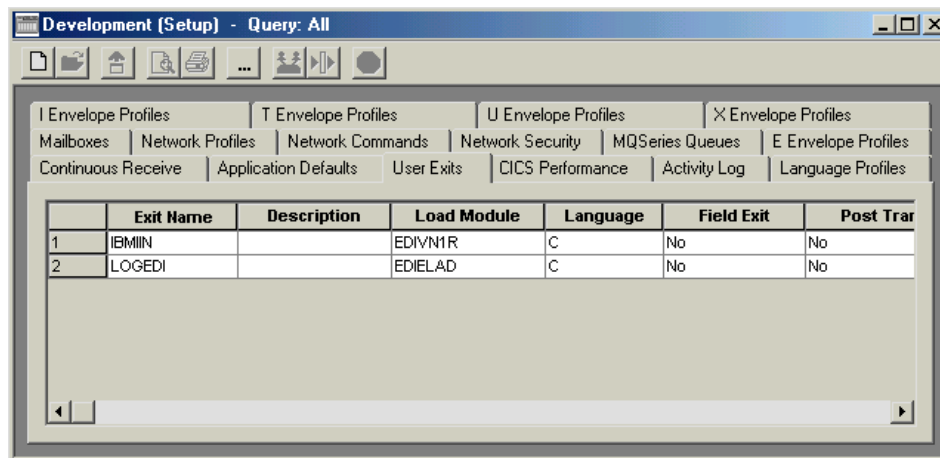 Development (Setup) - Query: All
...
I Envelope Profiles T Envelope Profiles U Envelope Profiles X Envelope Profiles
Mailboxes Network Profiles Network Commands Network Security MQSeries Queues E Envelope Profiles
Continuous Receive Application Defaults User Exits CICS Performance Activity Log Language Profiles
Exit Name Description Load Module Language Field Exit Post Tran
1 IBMIIN EDIVN1R C No No
2 LOGEDI EDIELAD C No No